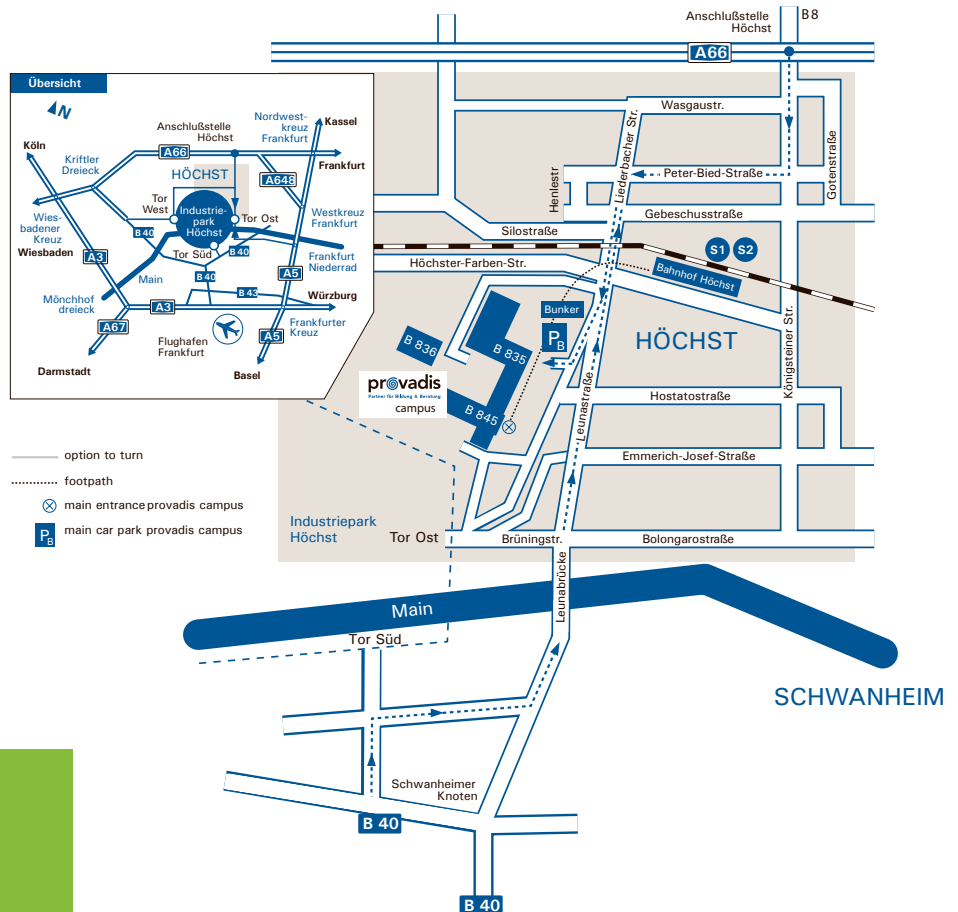 Anschlußstelle
Höchst
B8
A66
Übersicht
N
Köln
Kriftler
Dreieck
Anschlußstelle
Höchst
Nordwest-
kreuz
Frankfurt
Kassel
A66
Frankfurt
HÖCHST
A648
Tor
West
Industrie-
park
Höchst
Tor Ost
Westkreuz
Frankfurt
Wies-
badener
Kreuz
B 40
Wiesbaden
Tor Süd
B 40
Frankfurt
Niederrad
A3
Main
B 40
A5
B 43
Mönchhof
dreieck
A3
Würzburg
A67
Flughafen
Frankfurt
A5
Frankfurter
Kreuz
Darmstadt
Basel
Wasgaustr.
Liederbacher Str.
Gotenstraße
Henlestr
Peter-Bied-Straße
Gebeschusstraße
Silostraße
S1
S2
Höchster-Farben-Str.
Bahnhof Höchst
Bunker
PB
HÖCHST
Königsteiner Str.
B 836
B 835
provadis
Partner für Bildung & Beratung
campus
B 845
Leunastraße
Hostatostraße
Emmerich-Josef-Straße
option to turn
footpath
main entrance provadis campus
PB
main car park provadis campus
Industriepark
Höchst
Tor Ost
Brüningstr.
Bolongarostraße
Leunabrücke
Main
Tor Süd
SCHWANHEIM
Schwanheimer
Knoten
B 40
B 40